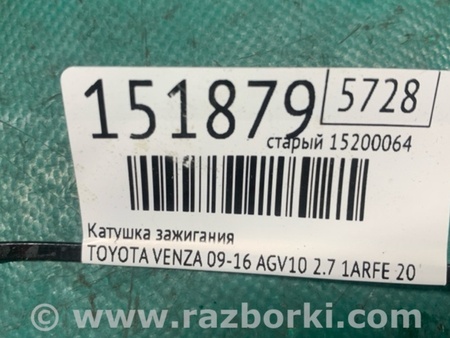 151879 5728
старый 15200064
Катушка зажигания
TOYOTA VENZA 09-16 AGV10 2.7 1ARFE 20
© www.razborki.com